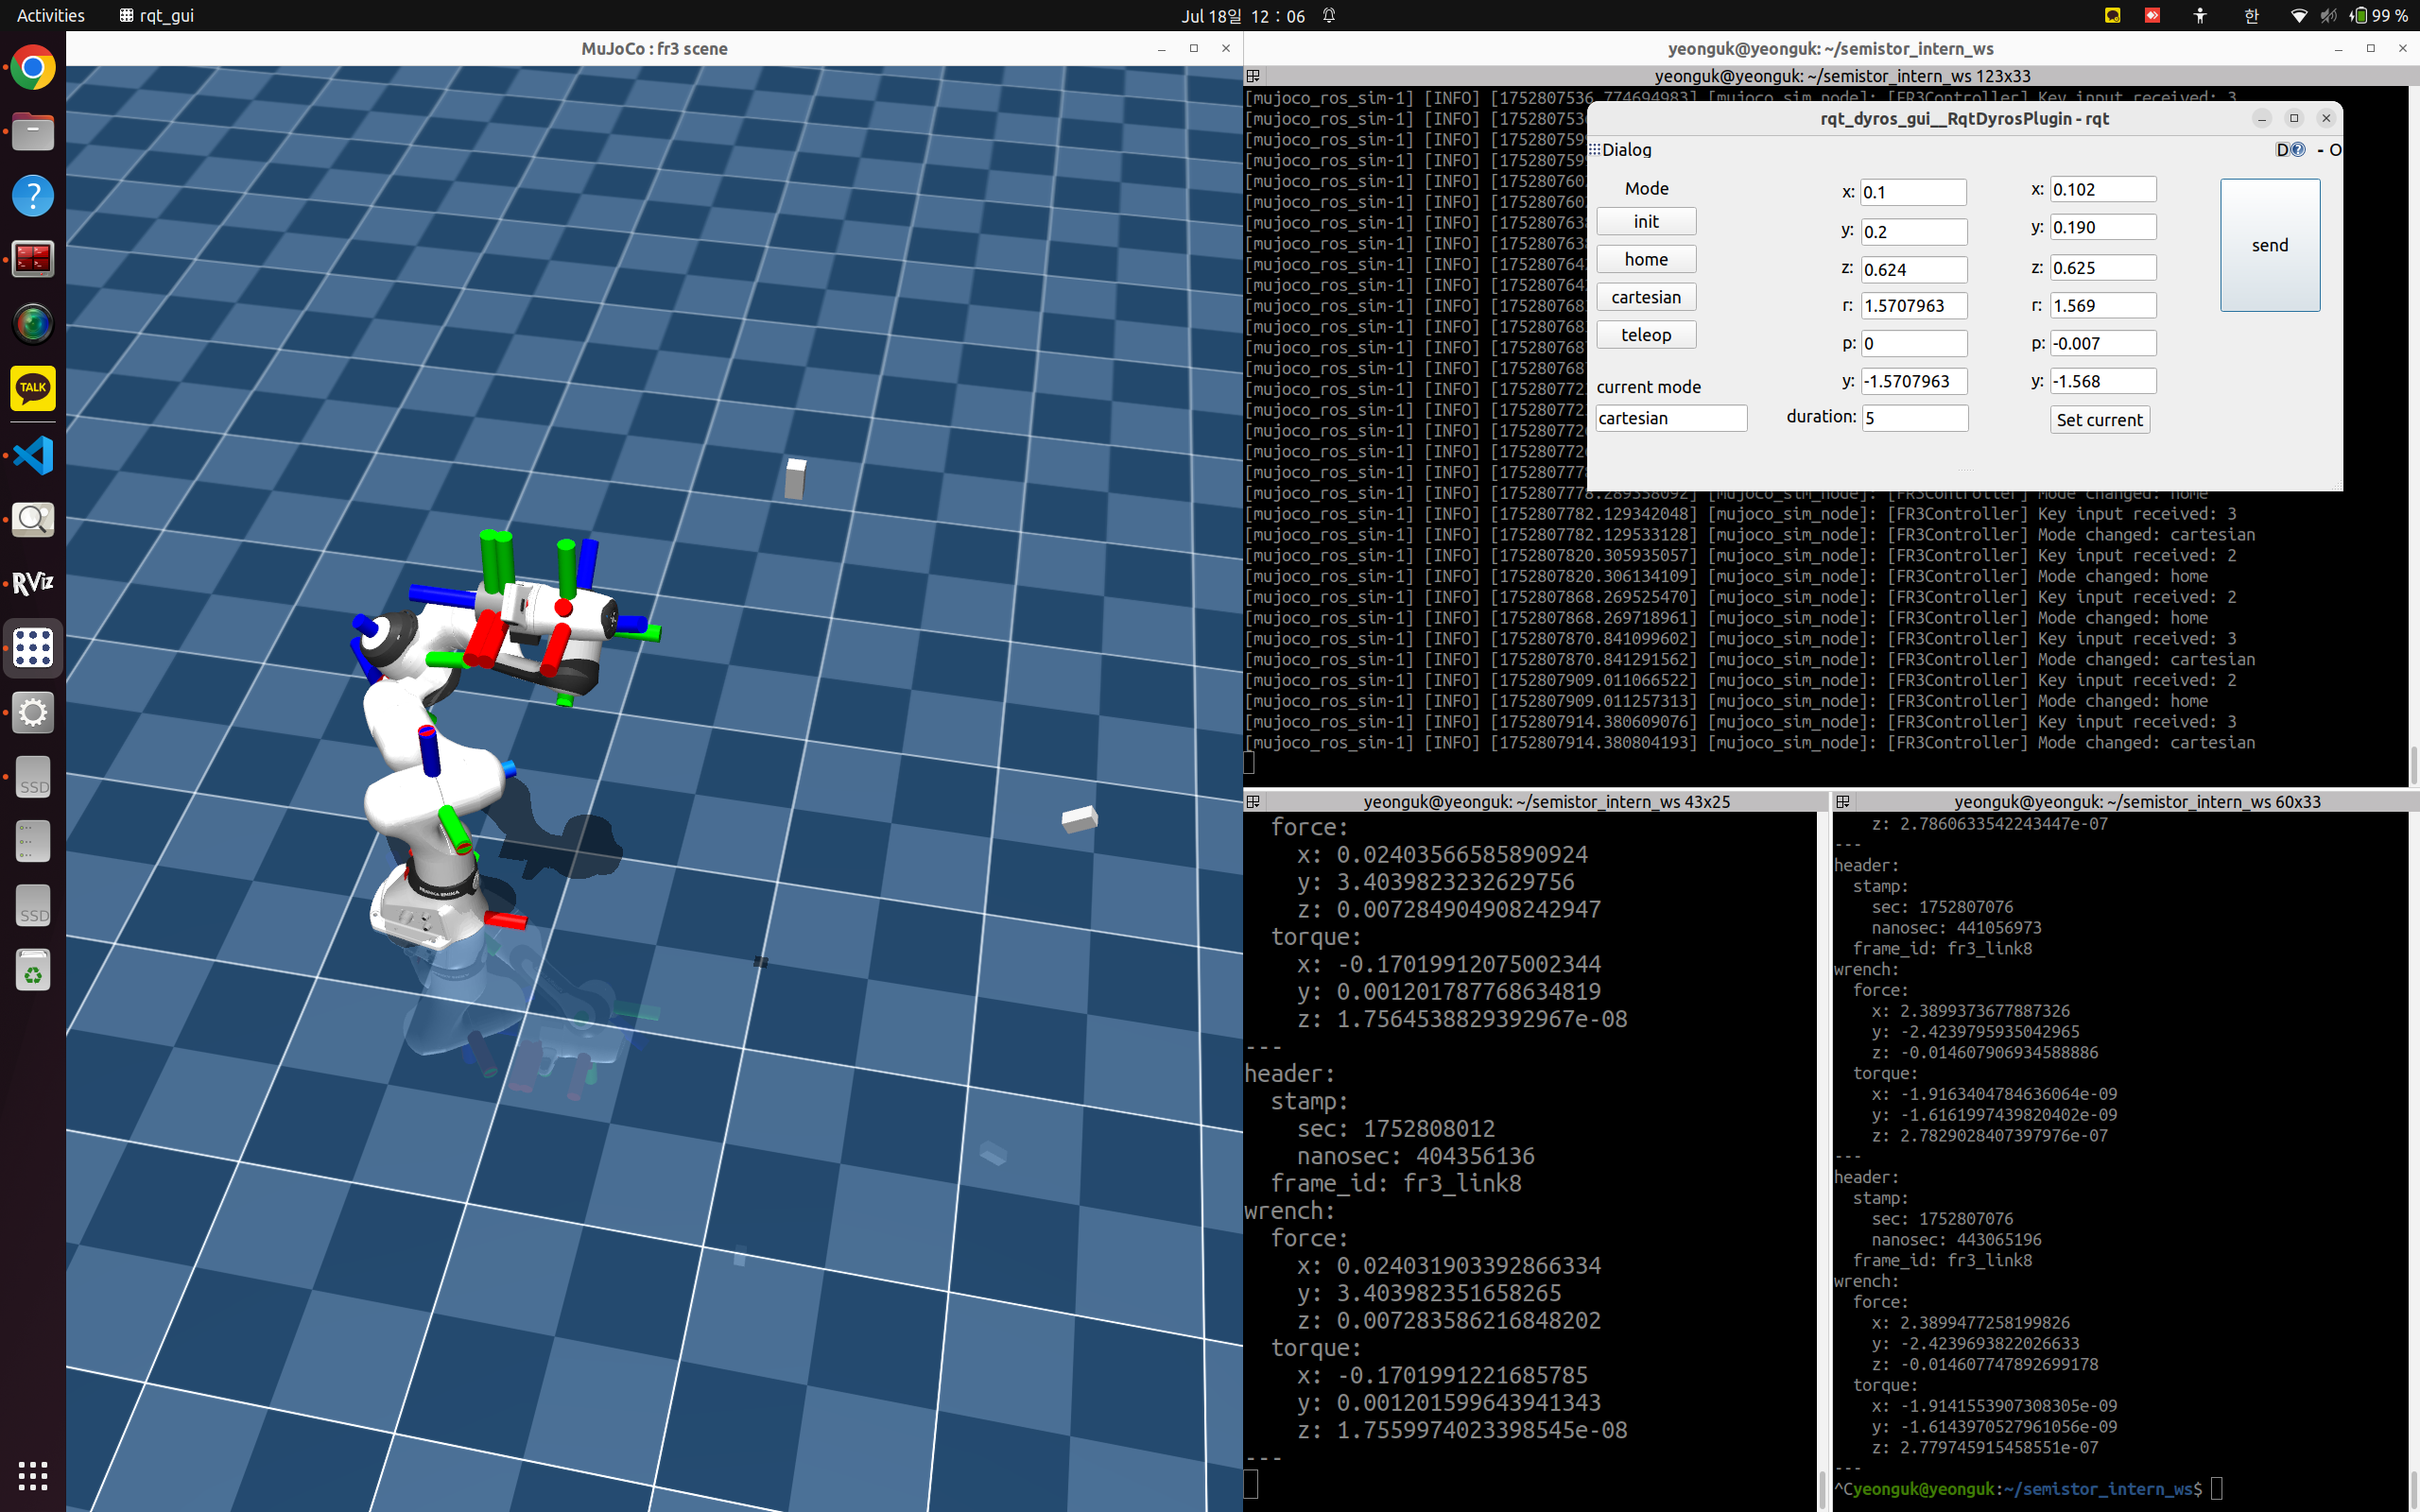 Activities
rqt_gui
Jul 18일 12 : 06
한
99 %
TALK
RViz
SSD
SSD
MuJoCo : fr3 scene
yeonguk@yeonguk: ~/semistor_intern_ws
yeonguk@yeonguk: ~/semistor_intern_ws 123x33
[mujoco_ros_sim-1] [INFO] [1752807536.774694983] [mujoco_sim_node]: [FR3Controller] Key input received: 3
[mujoco_ros_sim-1] [INFO] [175280753
[mujoco_ros_sim-1] [INFO] [175280759
[mujoco_ros_sim-1] [INFO] [175280759
[mujoco_ros_sim-1] [INFO] [175280760
[mujoco_ros_sim-1] [INFO] [175280760
[mujoco_ros_sim-1] [INFO] [175280763
[mujoco_ros_sim-1] [INFO] [175280763
[mujoco_ros_sim-1] [INFO] [175280764
[mujoco_ros_sim-1] [INFO] [175280764
[mujoco_ros_sim-1] [INFO] [175280768
[mujoco_ros_sim-1] [INFO] [175280768
[mujoco_ros_sim-1] [INFO] [175280768
[mujoco_ros_sim-1] [INFO] [175280768
[mujoco_ros_sim-1] [INFO] [175280772
[mujoco_ros_sim-1] [INFO] [175280772
[mujoco_ros_sim-1] [INFO] [175280772
[mujoco_ros_sim-1] [INFO] [175280772
[mujoco_ros_sim-1] [INFO] [175280777
[mujoco_ros_sim-1] [INFO] [1752807778.289558092] [mujoco_sim_node]: [FR3Controller] Mode changed: home
[mujoco_ros_sim-1] [INFO] [1752807782.129342048] [mujoco_sim_node]: [FR3Controller] Key input received: 3
[mujoco_ros_sim-1] [INFO] [1752807782.129533128] [mujoco_sim_node]: [FR3Controller] Mode changed: cartesian
[mujoco_ros_sim-1] [INFO] [1752807820.305935057] [mujoco_sim_node]: [FR3Controller] Key input received: 2
[mujoco_ros_sim-1] [INFO] [1752807820.306134109] [mujoco_sim_node]: [FR3Controller] Mode changed: home
[mujoco_ros_sim-1] [INFO] [1752807868.269525470] [mujoco_sim_node]: [FR3Controller] Key input received: 2
[mujoco_ros_sim-1] [INFO] [1752807868.269718961] [mujoco_sim_node]: [FR3Controller] Mode changed: home
[mujoco_ros_sim-1] [INFO] [1752807870.841099602] [mujoco_sim_node]: [FR3Controller] Key input received: 3
[mujoco_ros_sim-1] [INFO] [1752807870.841291562] [mujoco_sim_node]: [FR3Controller] Mode changed: cartesian
[mujoco_ros_sim-1] [INFO] [1752807909.011066522] [mujoco_sim_node]: [FR3Controller] Key input received: 2
[mujoco_ros_sim-1] [INFO] [1752807909.011257313] [mujoco_sim_node]: [FR3Controller] Mode changed: home
[mujoco_ros_sim-1] [INFO] [1752807914.380609076] [mujoco_sim_node]: [FR3Controller] Key input received: 3
[mujoco_ros_sim-1] [INFO] [1752807914.380804193] [mujoco_sim_node]: [FR3Controller] Mode changed: cartesian
rqt_dyros_gui__RqtDyrosPlugin - rqt
Dialog
D
- O
Mode
init
home
cartesian
teleop
current mode
cartesian
x: 0.1
y: 0.2
z: 0.624
r: 1.5707963
p: 0
y: -1.5707963
duration: 5
x: 0.102
y: 0.190
z: 0.625
r: 1.569
p: -0.007
y: -1.568
Set current
send
yeonguk@yeonguk: ~/semistor_intern_ws 43x25
force:
x: 0.02403566585890924
y: 3.4039823232629756
z: 0.007284904908242947
torque:
x: -0.17019912075002344
y: 0.001201787768634819
z: 1.7564538829392967e-08
---
header:
stamp:
sec: 1752808012
nanosec: 404356136
frame_id: fr3_link8
wrench:
force:
x: 0.024031903392866334
y: 3.403982351658265
z: 0.007283586216848202
torque:
x: -0.1701991221685785
y: 0.001201599643941343
z: 1.7559974023398545e-08
---
yeonguk@yeonguk: ~/semistor_intern_ws 60x33
z: 2.7860633542243447e-07
---
header:
stamp:
sec: 1752807076
nanosec: 441056973
frame_id: fr3_link8
wrench:
force:
x: 2.3899373677887326
y: -2.4239795935042965
z: -0.014607906934588886
torque:
x: -1.9163404784636064e-09
y: -1.6161997439820402e-09
z: 2.7829028407397976e-07
---
header:
stamp:
sec: 1752807076
nanosec: 443065196
frame_id: fr3_link8
wrench:
force:
x: 2.3899477258199826
y: -2.4239693822026633
z: -0.014607747892699178
torque:
x: -1.9141553907308305e-09
y: -1.6143970527961056e-09
z: 2.779745915458551e-07
---
^Cyeonguk@yeonguk:~/semistor_intern_ws$